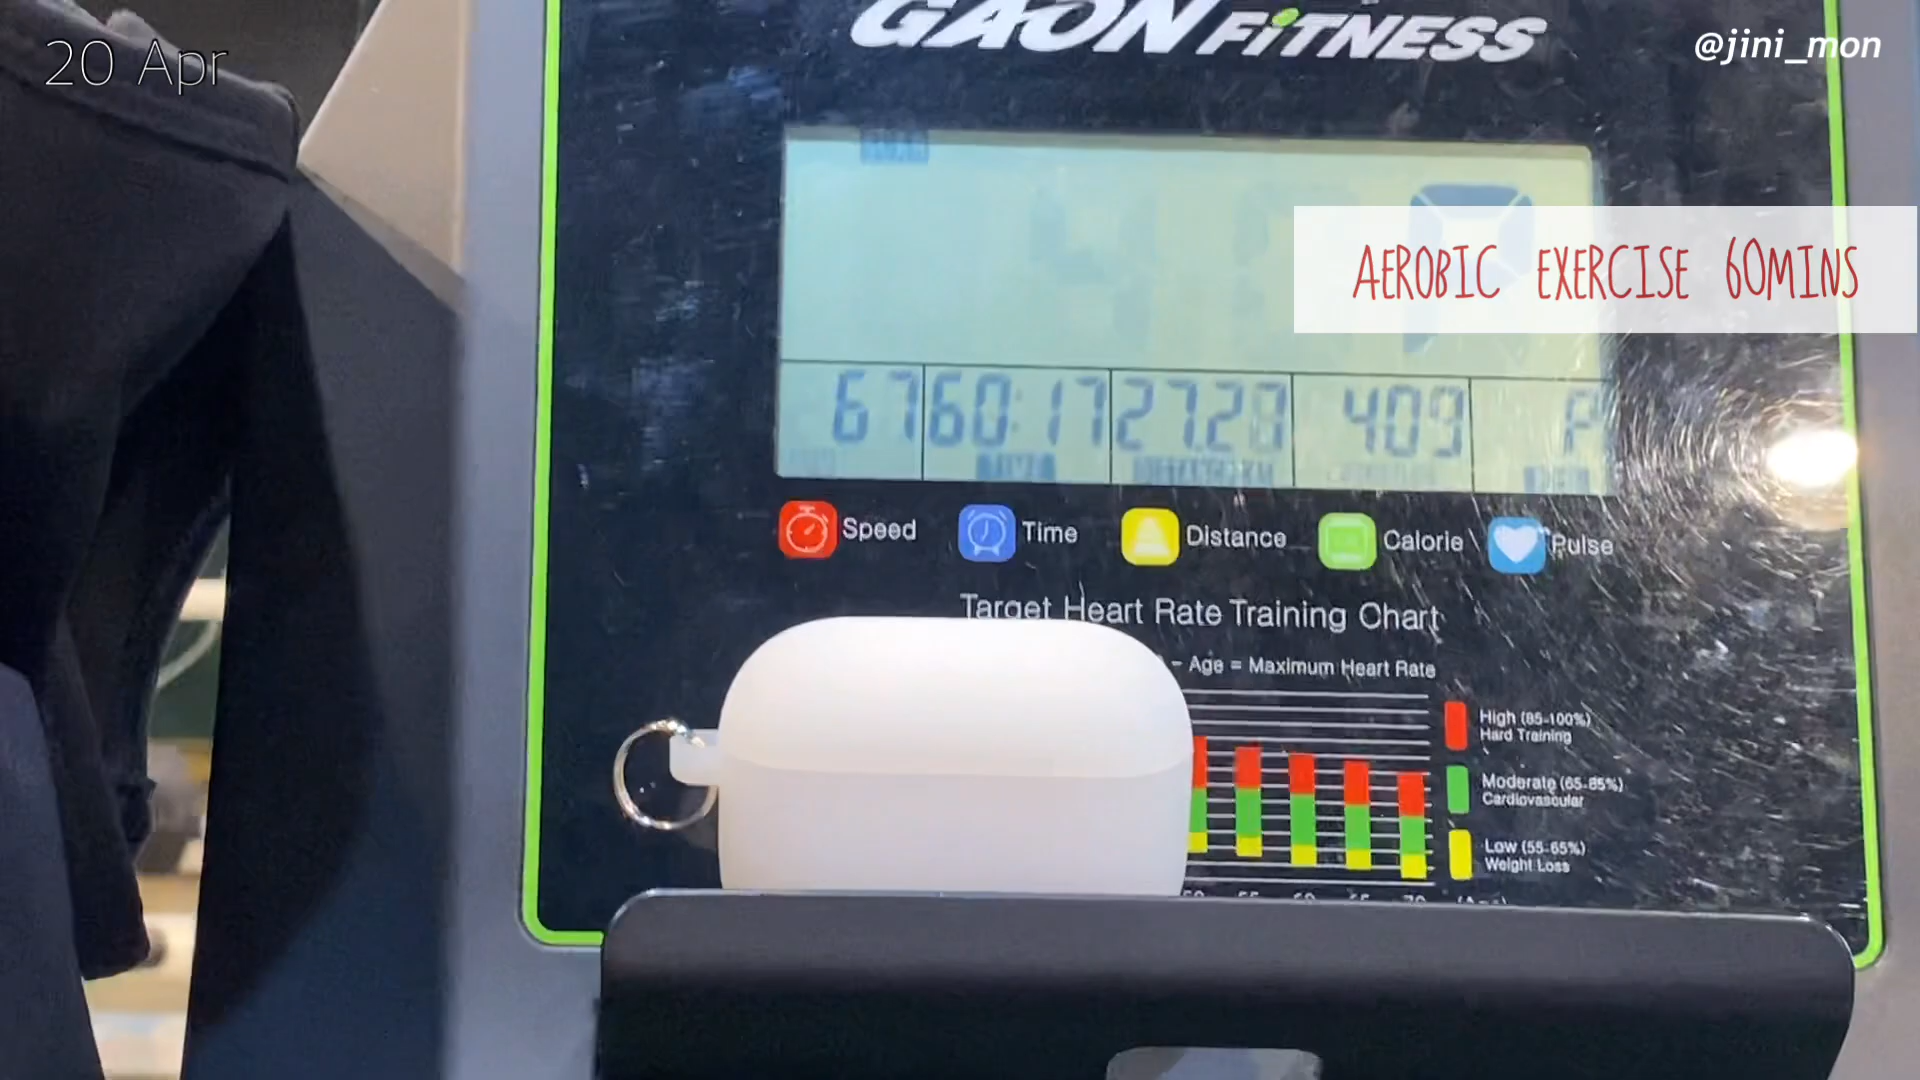 20 Apr
GAON FiTNESS
@jini_mon
AEROBIC EXERCISE 60MINS
67 60:17 27.28 409 P
Speed Time Distance Calorie Pulse
Target Heart Rate Training Chart
- Age = Maximum Heart Rate
High (85-100%)
Hard Training
Moderate (65-85%)
Cardiovascular
Low (55-65%)
Weight Loss